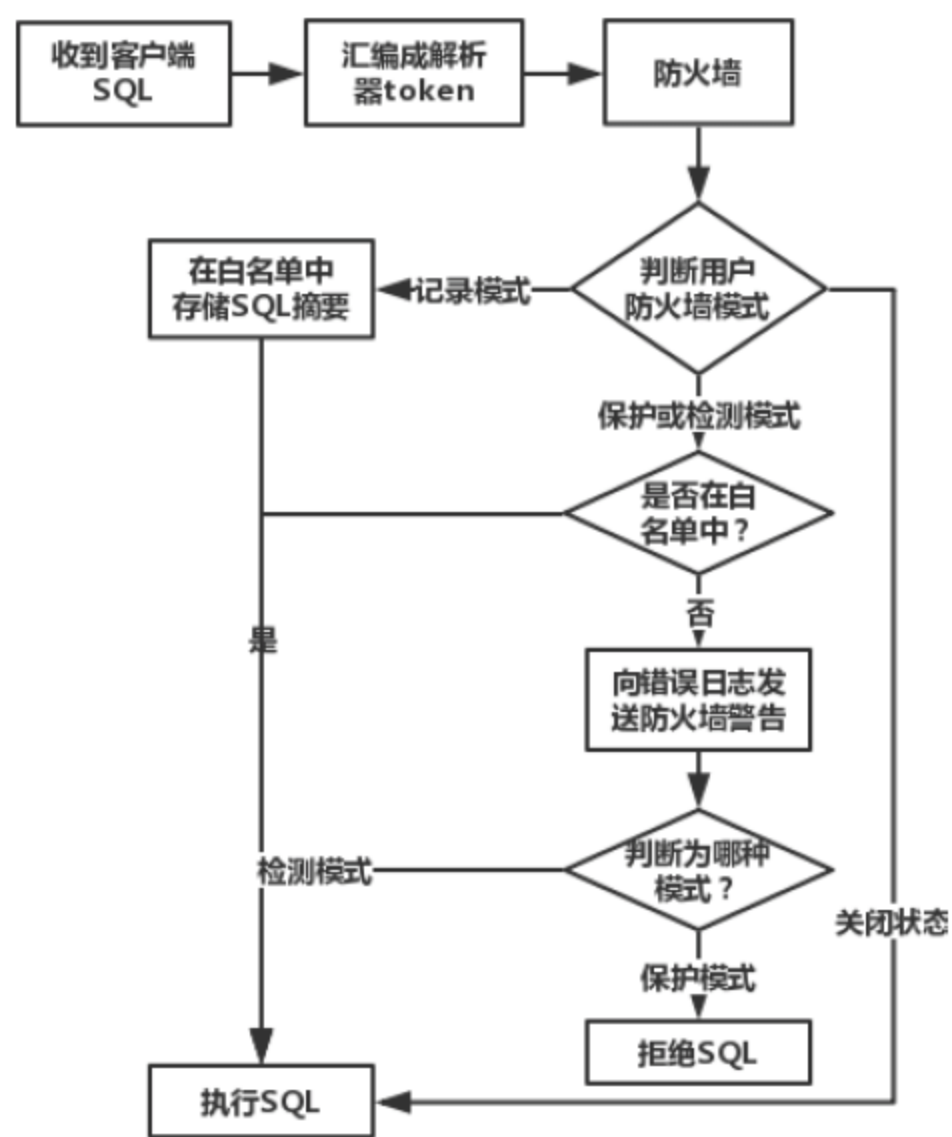 收到客户端
SQL
汇编成解析
器token
防火墙
判断用户
防火墙模式
记录模式
在白名单中
存储SQL摘要
保护或检测模式
是否在白
名单中？
是
否
向错误日志发
送防火墙警告
判断为哪种
模式？
检测模式
关闭状态
保护模式
拒绝SQL
执行SQL